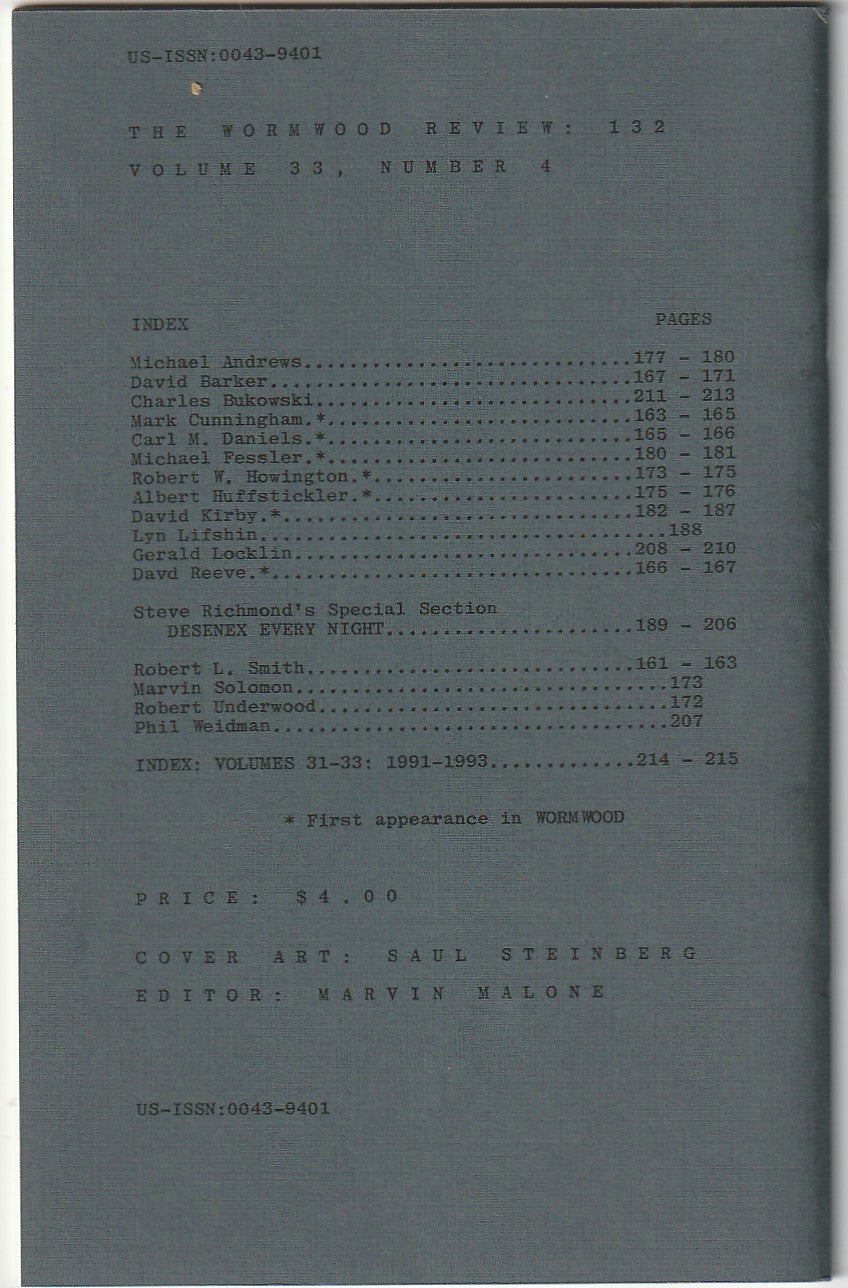 US-ISSN:0043-9401
THE WORMWOOD REVIEW: 132
VOLUME 33, NUMBER 4
INDEX PAGES
Michael Andrews.............................177 - 180
David Barker................................167 - 171
Charles Bukowski............................211 - 213
Mark Cunningham.*...........................163 - 165
Carl M. Daniels.*...........................165 - 166
Michael Fessler.*...........................180 - 181
Robert W. Howington.*.......................173 - 175
Albert Huffstickler.*.......................175 - 176
David Kirby.*...............................182 - 187
Lyn Lifshin....................................188
Gerald Locklin..............................208 - 210
Davd Reeve.*................................166 - 167
Steve Richmond's Special Section
DESENEX EVERY NIGHT......................189 - 206
Robert L. Smith.............................161 - 163
Marvin Solomon.................................173
Robert Underwood...............................172
Phil Weidman...................................207
INDEX: VOLUMES 31-33: 1991-1993.............214 - 215
* First appearance in WORMWOOD
PRICE: $4.00
COVER ART: SAUL STEINBERG
EDITOR: MARVIN MALONE
US-ISSN:0043-9401